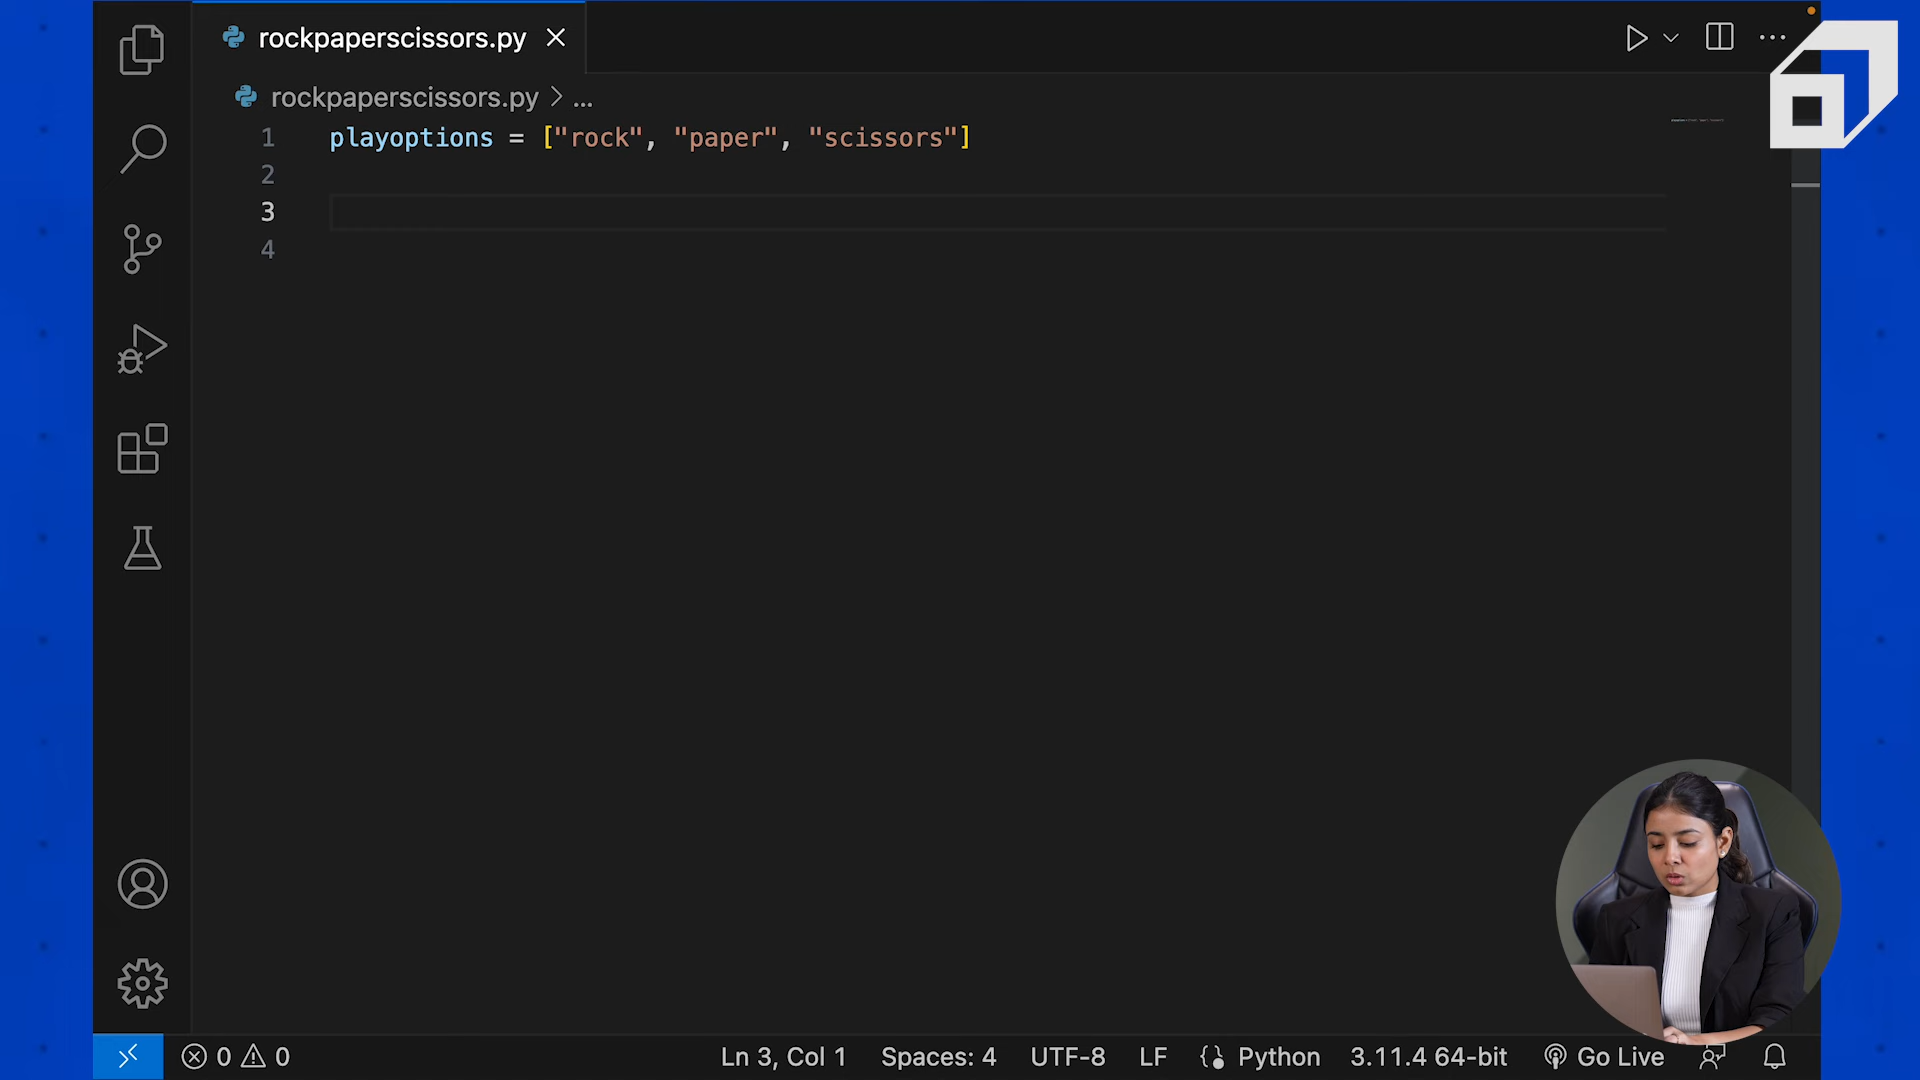 rockpaperscissors.py
rockpaperscissors.py > ...
1 playoptions = ["rock", "paper", "scissors"]
2
3
4
0 0 Ln 3, Col 1 Spaces: 4 UTF-8 LF Python 3.11.4 64-bit Go Live